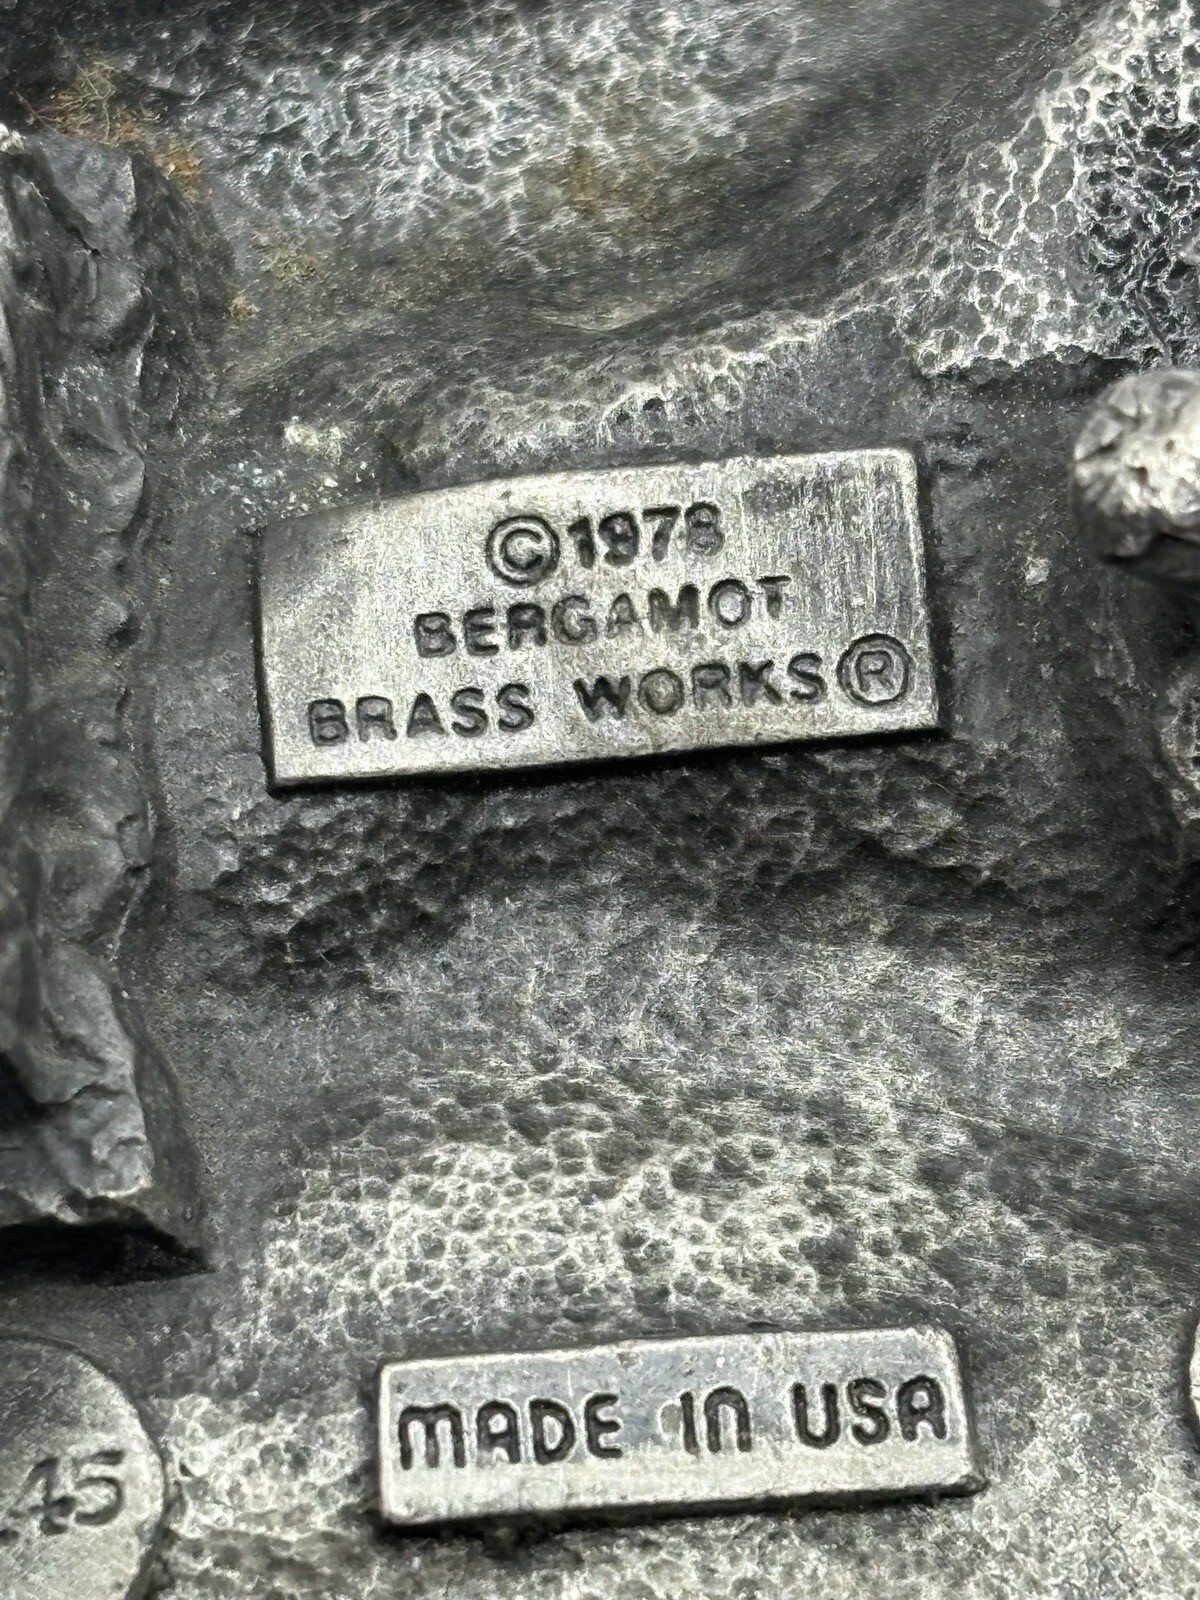 ©1978
BERGAMOT
BRASS WORKS®
MADE IN USA
45